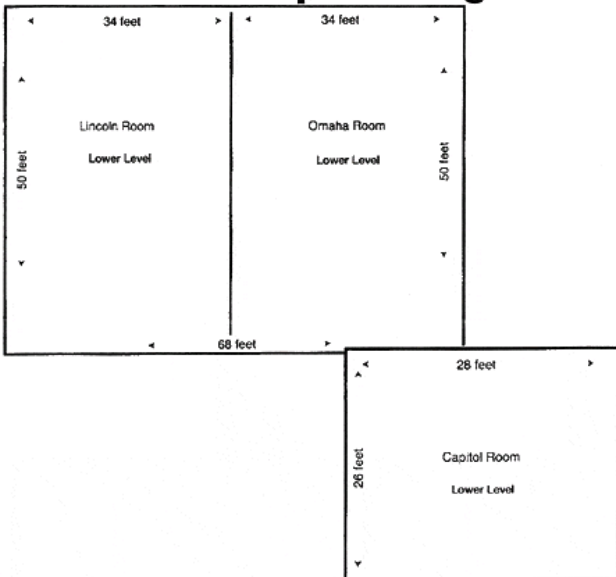 34 feet
34 feet
Lincoln Room
Lower Level
50 feet
Omaha Room
Lower Level
50 feet
68 feet
28 feet
26 feet
Capitol Room
Lower Level